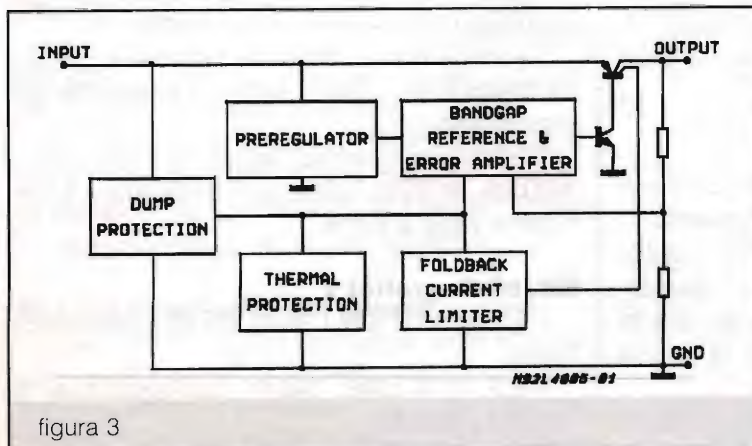 INPUT
OUTPUT
PREREGULATOR
BANDGAP
REFERENCE &
ERROR AMPLIFIER
DUMP
PROTECTION
THERMAL
PROTECTION
FOLDBACK
CURRENT
LIMITER
GND
figura 3